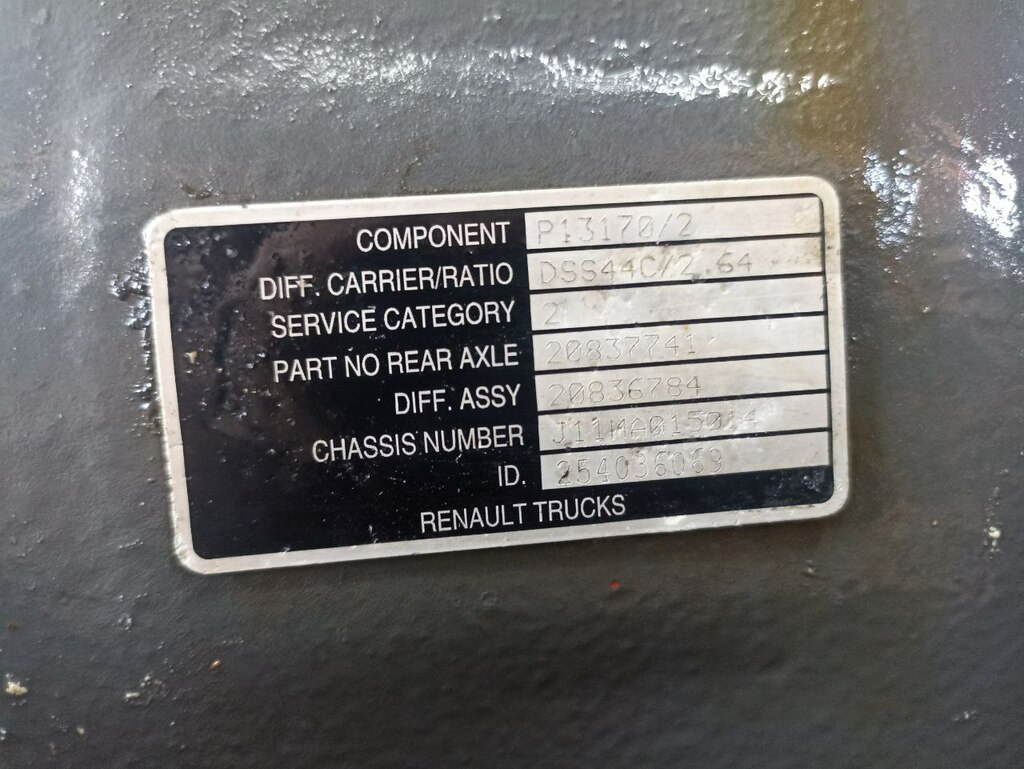 COMPONENT P13170/2
DIFF. CARRIER/RATIO DSS44C/2.64
SERVICE CATEGORY 2
PART NO REAR AXLE 20837741
DIFF. ASSY 20836784
CHASSIS NUMBER J11MA015014
ID. 254036069
RENAULT TRUCKS